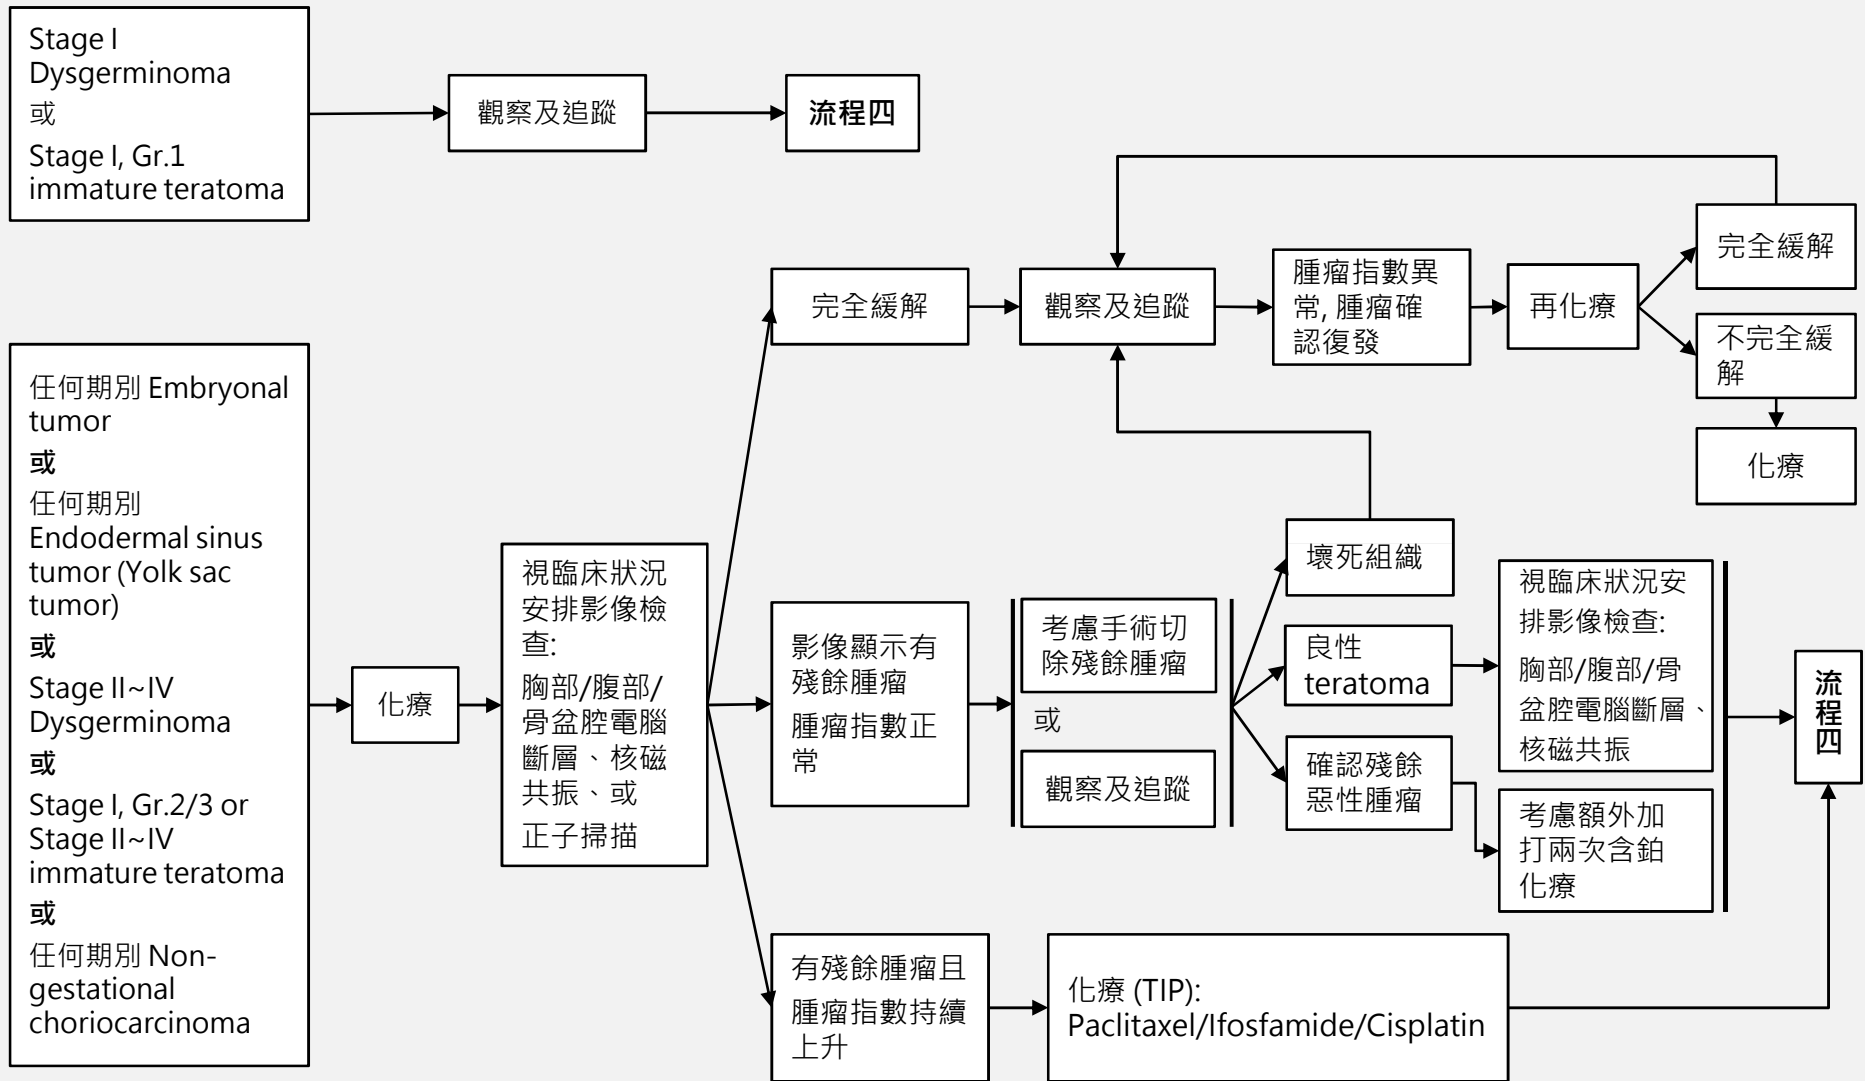 Stage I
Dysgerminoma
或
Stage I, Gr.1
immature teratoma
觀察及追蹤
流程四
任何期別 Embryonal
tumor
或
任何期別
Endodermal sinus
tumor (Yolk sac
tumor)
或
Stage II~IV
Dysgerminoma
或
Stage I, Gr.2/3 or
Stage II~IV
immature teratoma
或
任何期別 Non-
gestational
choriocarcinoma
化療
視臨床狀況
安排影像檢
查:
胸部/腹部/
骨盆腔電腦
斷層、核磁
共振、或
正子掃描
完全緩解
觀察及追蹤
腫瘤指數異
常, 腫瘤確
認復發
再化療
完全緩解
不完全緩
解
化療
影像顯示有
殘餘腫瘤
腫瘤指數正
常
考慮手術切
除殘餘腫瘤
或
觀察及追蹤
壞死組織
良性
teratoma
確認殘餘
惡性腫瘤
視臨床狀況安
排影像檢查:
胸部/腹部/骨
盆腔電腦斷層、
核磁共振
考慮額外加
打兩次含鉑
化療
流程四
有殘餘腫瘤且
腫瘤指數持續
上升
化療 (TIP):
Paclitaxel/Ifosfamide/Cisplatin